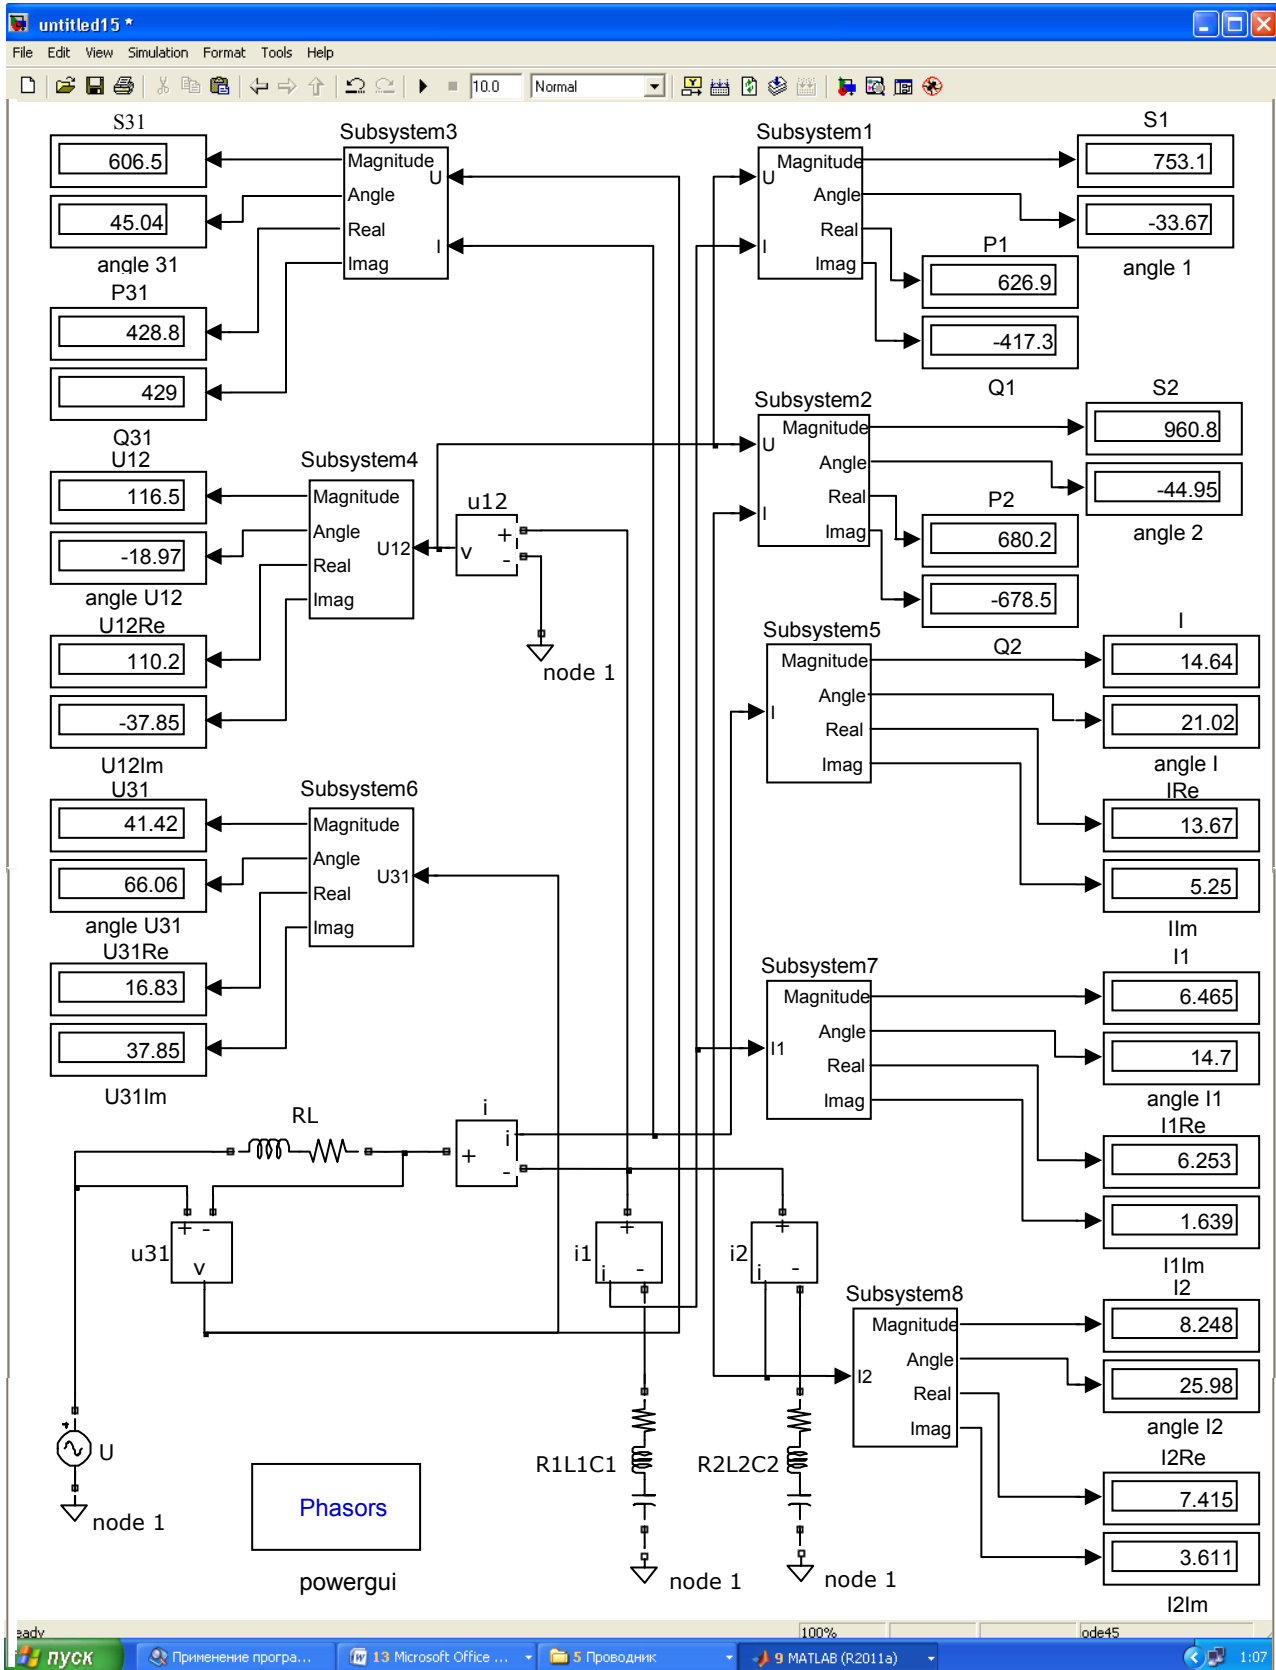 untitled15 *
File Edit View Simulation Format Tools Help
10.0 Normal
S31
606.5
45.04
angle 31
P31
428.8
429
Q31
Subsystem3
Magnitude
U
Angle
Real
I
Imag
Subsystem1
Magnitude
U
Angle
Real
I
Imag
S1
753.1
-33.67
angle 1
P1
626.9
-417.3
Q1
U12
116.5
-18.97
angle U12
U12Re
110.2
-37.85
U12Im
Subsystem4
Magnitude
Angle
U12
Real
Imag
u12
+
v
-
node 1
Subsystem2
Magnitude
U
Angle
Real
I
Imag
S2
960.8
-44.95
angle 2
P2
680.2
-678.5
Q2
Subsystem5
Magnitude
Angle
I
Real
Imag
I
14.64
21.02
angle I
IRe
13.67
5.25
IIm
U31
41.42
66.06
angle U31
U31Re
16.83
37.85
U31Im
Subsystem6
Magnitude
Angle
U31
Real
Imag
Subsystem7
Magnitude
Angle
I1
Real
Imag
I1
6.465
14.7
angle I1
I1Re
6.253
1.639
I1Im
RL
i
i
+
-
u31
+ -
v
i1
+
i -
i2
+
i -
Subsystem8
Magnitude
Angle
I2
Real
Imag
I2
8.248
25.98
angle I2
I2Re
7.415
3.611
I2Im
+
U
node 1
Phasors
powergui
R1L1C1
node 1
R2L2C2
node 1
eady 100% ode45
пуск Применение програ... 13 Microsoft Office ... 5 Проводник 9 MATLAB (R2011a) 1:07